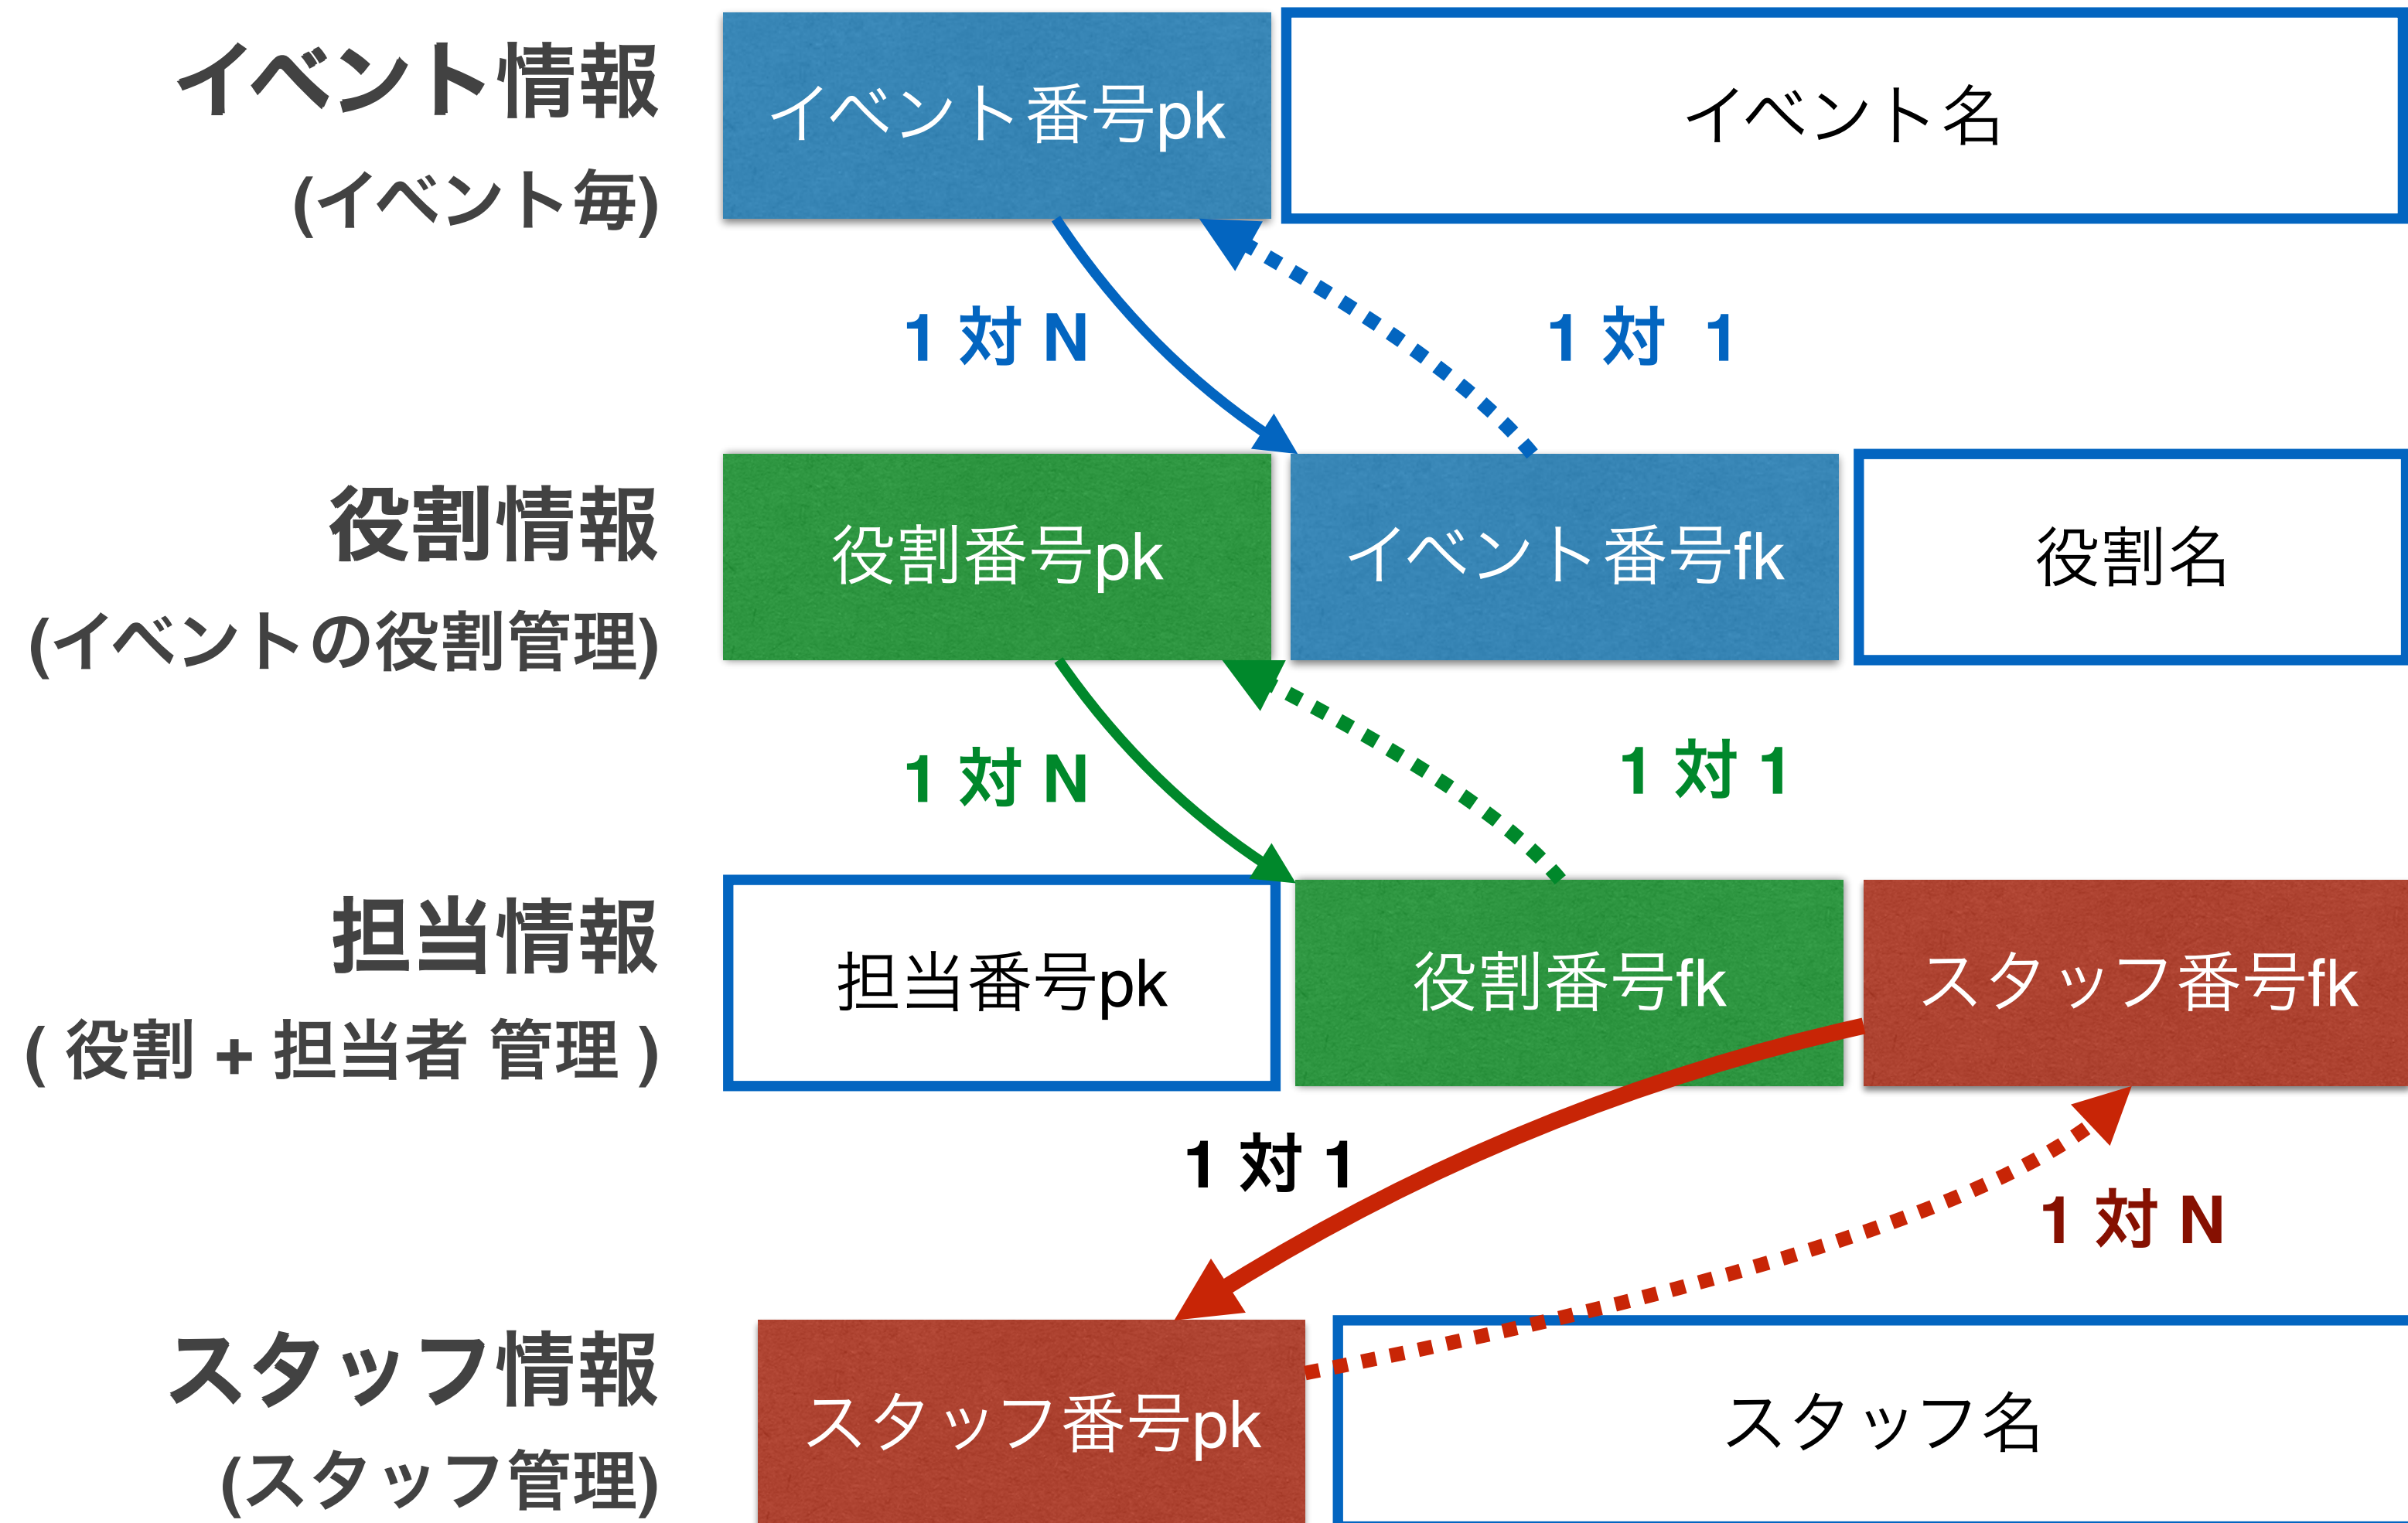 イベント情報
(イベント毎)
イベント番号pk
イベント名
1 対 N
1 対 1
役割情報
(イベントの役割管理)
役割番号pk
イベント番号fk
役割名
1 対 N
1 対 1
担当情報
( 役割 + 担当者 管理 )
担当番号pk
役割番号fk
スタッフ番号fk
1 対 1
1 対 N
スタッフ情報
(スタッフ管理)
スタッフ番号pk
スタッフ名